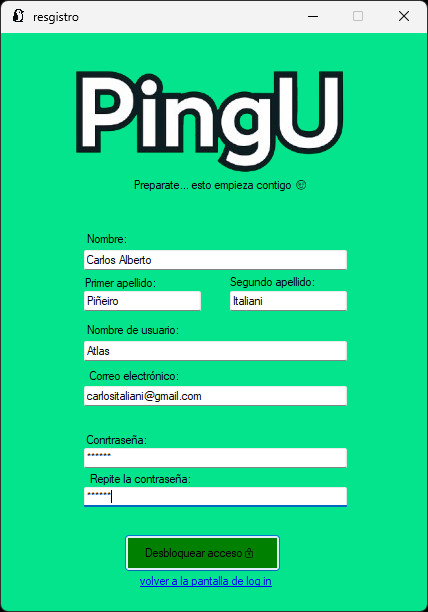 resgistro
PingU
Preparate... esto empieza contigo 😉
Nombre:
Carlos Alberto
Primer apellido: Segundo apellido:
Piñeiro Italiani
Nombre de usuario:
Atlas
Correo electrónico:
carlositaliani@gmail.com
Conrtraseña:
******
Repite la contraseña:
******
Desbloquear acceso🔓
volver a la pantalla de log in